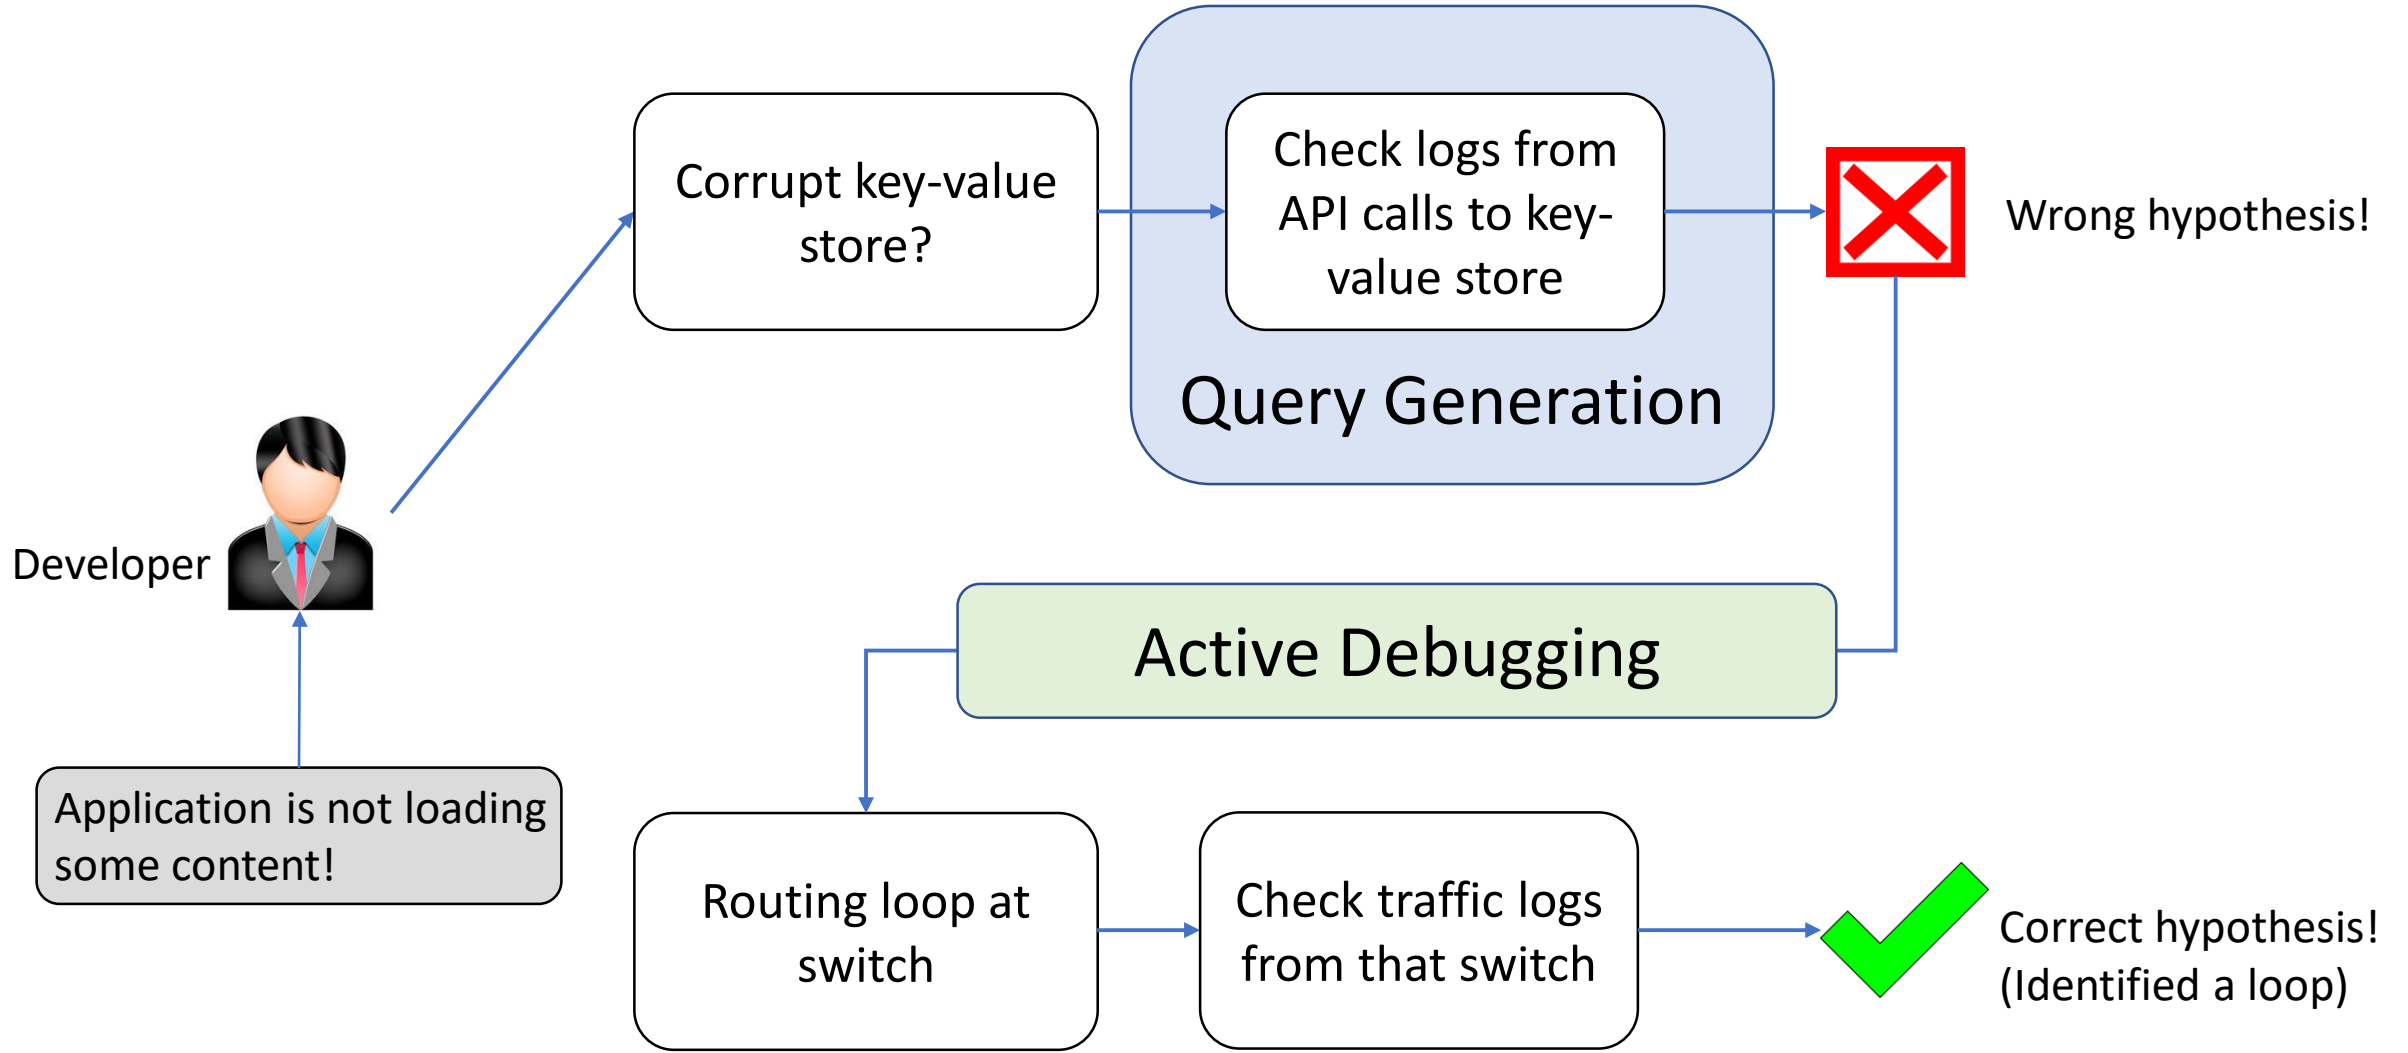 Corrupt key-value
store?
Check logs from
API calls to key-
value store
Query Generation
Wrong hypothesis!
Developer
Application is not loading
some content!
Active Debugging
Routing loop at
switch
Check traffic logs
from that switch
Correct hypothesis!
(Identified a loop)